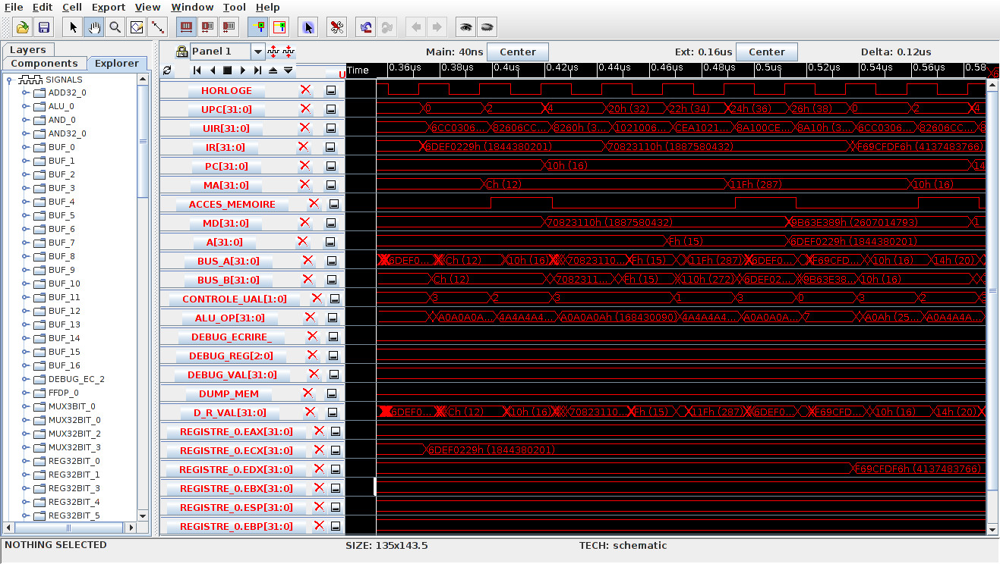 File Edit Cell Export View Window Tool Help
Layers
Components Explorer
SIGNALS
ADD32_0
ALU_0
AND_0
AND32_0
BUF_0
BUF_1
BUF_2
BUF_3
BUF_4
BUF_5
BUF_6
BUF_7
BUF_8
BUF_9
BUF_10
BUF_11
BUF_12
BUF_13
BUF_14
BUF_15
BUF_16
DEBUG_EC_2
FFDP_0
MUX3BIT_0
MUX32BIT_0
MUX32BIT_2
MUX32BIT_3
REG32BIT_0
REG32BIT_1
REG32BIT_3
REG32BIT_4
REG32BIT_5
Panel 1 Main: 40ns Center Ext: 0.16us Center Delta: 0.12us
Time 0.36us 0.38us 0.4us 0.42us 0.44us 0.46us 0.48us 0.5us 0.52us 0.54us 0.56us 0.58
HORLOGE
UPC[31:0] 0 2 4 20h (32) 22h (34) 24h (36) 26h (38) 0 2 4
UIR[31:0] 6CC0306... 82606CC... 8260h (3... 1021006... CEA1021... 8A100CE... 8A10h (3... 6CC0306... 82606CC... 8
IR[31:0] 6DEF0229h (1844380201) 70823110h (1887580432) F69CFDF6h (4137483766)
PC[31:0] 10h (16) 14
MA[31:0] Ch (12) 11Fh (287) 10h (16)
ACCES_MEMOIRE
MD[31:0] 70823110h (1887580432) 9B63E389h (2607014793) 1
A[31:0] Fh (15) 6DEF0229h (1844380201)
BUS_A[31:0] 6DEF0... Ch (12) 10h (16) 70823110... Fh (15) 11Fh (287) 6DEF0... F69CFD... 10h (16) 14h (20)
BUS_B[31:0] Ch (12) 7082311... Fh (15) 110h (272) 6DEF02... 9B63E38... 10h (16)
CONTROLE_UAL[1:0] 3 2 3 1 3 0 3 2 3
ALU_OP[31:0] A0A0A0A... 4A4A4A4... A0A0A0Ah (168430090) 4A4A4A4... A0A0A0A... 7 A0Ah (25... A0A4A4A...
DEBUG_ECRIRE_
DEBUG_REG[2:0]
DEBUG_VAL[31:0]
DUMP_MEM
D_R_VAL[31:0] 6DEF0... Ch (12) 10h (16) 70823110... Fh (15) 11Fh (287) 6DEF0... F69CFD... 10h (16) 14h (20)
REGISTRE_0.EAX[31:0]
REGISTRE_0.ECX[31:0] 6DEF0229h (1844380201)
REGISTRE_0.EDX[31:0] F69CFDF6h (4137483766)
REGISTRE_0.EBX[31:0]
REGISTRE_0.ESP[31:0]
REGISTRE_0.EBP[31:0]
NOTHING SELECTED SIZE: 135x143.5 TECH: schematic